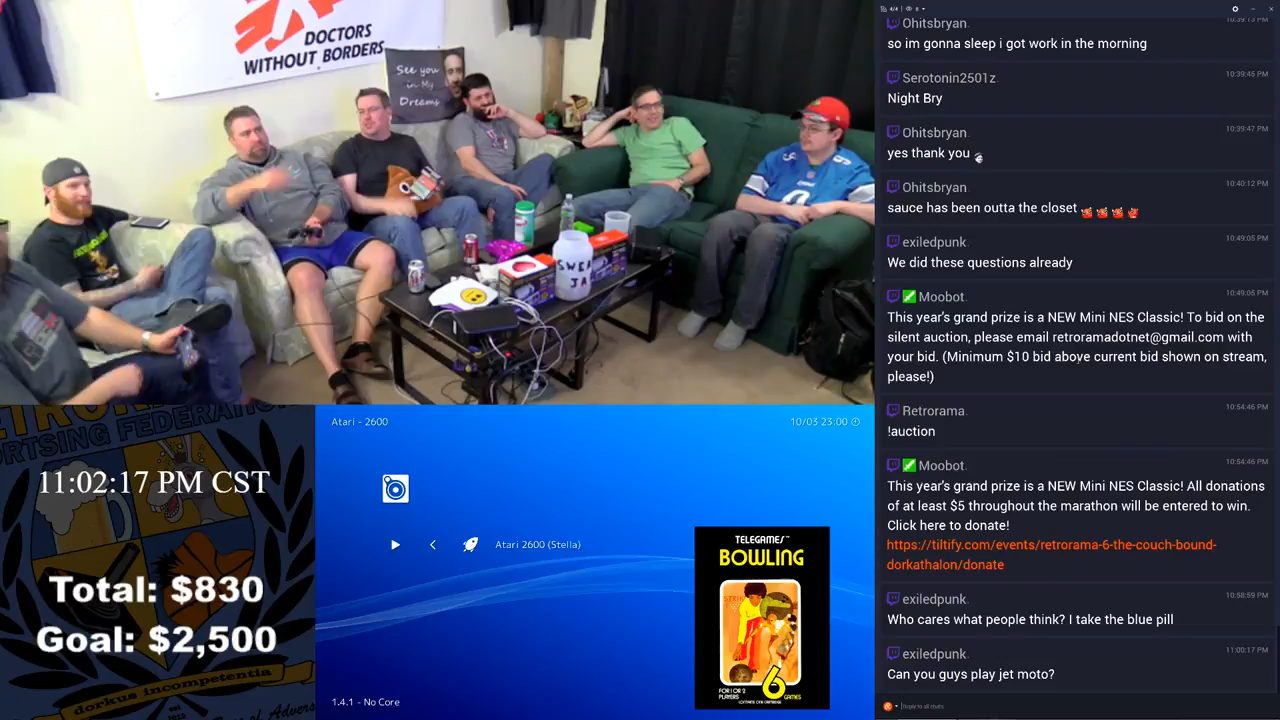 DOCTORS
WITHOUT BORDERS
See you
in My
Dreams
SWEAR
JA
11:02:17 PM CST
Total: $830
Goal: $2,500
dorkus incompetentia
Atari - 2600
10/03 23:00
Atari 2600 (Stella)
1.4.1 - No Core
TELEGAMES™
BOWLING
FOR 1 OR 2
PLAYERS
6
GAMES
4/4
8
Ohitsbryan.
10:39:13 PM
so im gonna sleep i got work in the morning
Serotonin2501z.
10:39:45 PM
Night Bry
Ohitsbryan.
10:39:47 PM
yes thank you
Ohitsbryan.
10:40:12 PM
sauce has been outta the closet
exiledpunk.
10:49:05 PM
We did these questions already
Moobot.
10:49:05 PM
This year's grand prize is a NEW Mini NES Classic! To bid on the
silent auction, please email retroramadotnet@gmail.com with
your bid. (Minimum $10 bid above current bid shown on stream,
please!)
Retrorama.
10:54:46 PM
!auction
Moobot.
10:54:46 PM
This year's grand prize is a NEW Mini NES Classic! All donations
of at least $5 throughout the marathon will be entered to win.
Click here to donate!
https://tiltify.com/events/retrorama-6-the-couch-bound-
dorkathalon/donate
exiledpunk.
10:58:59 PM
Who cares what people think? I take the blue pill
exiledpunk.
11:00:17 PM
Can you guys play jet moto?
Reply to all chats